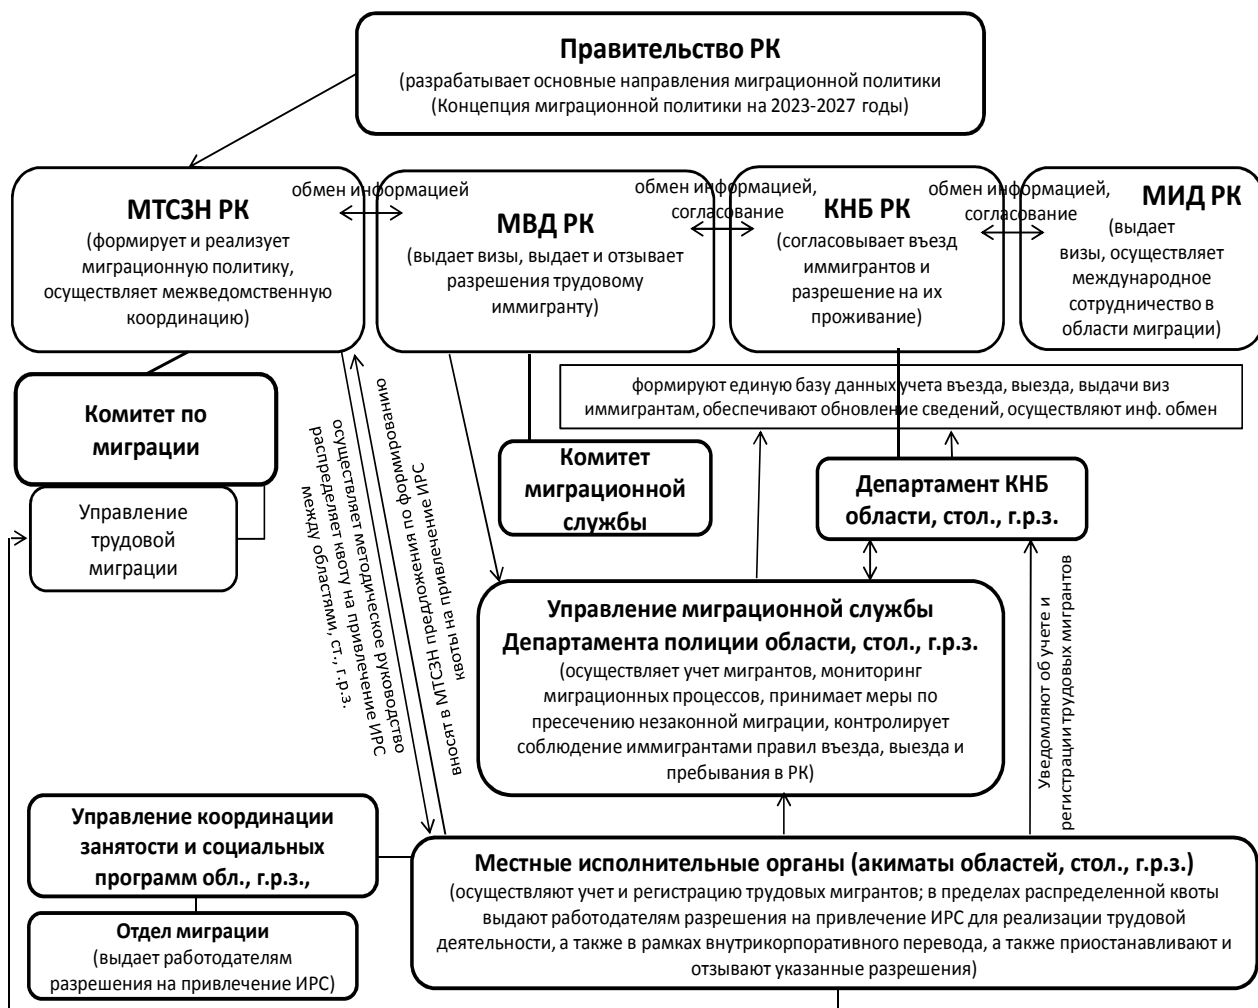 Правительство РК
(разрабатывает основные направления миграционной политики
(Концепция миграционной политики на 2023-2027 годы)
МТСЗН РК
(формирует и реализует
миграционную политику,
осуществляет межведомственную
координацию)
обмен информацией
МВД РК
(выдает визы, выдает и отзывает
разрешения трудовому
иммигранту)
обмен информацией,
согласование
КНБ РК
(согласовывает въезд
иммигрантов и
разрешение на их
проживание)
обмен информацией,
согласование
МИД РК
(выдает
визы, осуществляет
международное
сотрудничество в
области миграции)
формируют единую базу данных учета въезда, выезда, выдачи виз
иммигрантам, обеспечивают обновление сведений, осуществляют инф. обмен
Комитет по
миграции
Управление
трудовой
миграции
осуществляет методическое руководство
распределяет квоту на привлечение ИРС
между областями, ст., г.р.з.
вносят в МТСЗН предложения по формированию
квоты на привлечение ИРС
Комитет
миграционной
службы
Департамент КНБ
области, стол., г.р.з.
Управление миграционной службы
Департамента полиции области, стол., г.р.з.
(осуществляет учет мигрантов, мониторинг
миграционных процессов, принимает меры по
пресечению незаконной миграции, контролирует
соблюдение иммигрантами правил въезда, выезда и
пребывания в РК)
Уведомляют об учете и
регистрации трудовых мигрантов
Управление координации
занятости и социальных
программ обл., г.р.з.,
Отдел миграции
(выдает работодателям
разрешения на привлечение ИРС)
Местные исполнительные органы (акиматы областей, стол., г.р.з.)
(осуществляют учет и регистрацию трудовых мигрантов; в пределах распределенной квоты
выдают работодателям разрешения на привлечение ИРС для реализации трудовой
деятельности, а также в рамках внутрикорпоративного перевода, а также приостанавливают и
отзывают указанные разрешения)